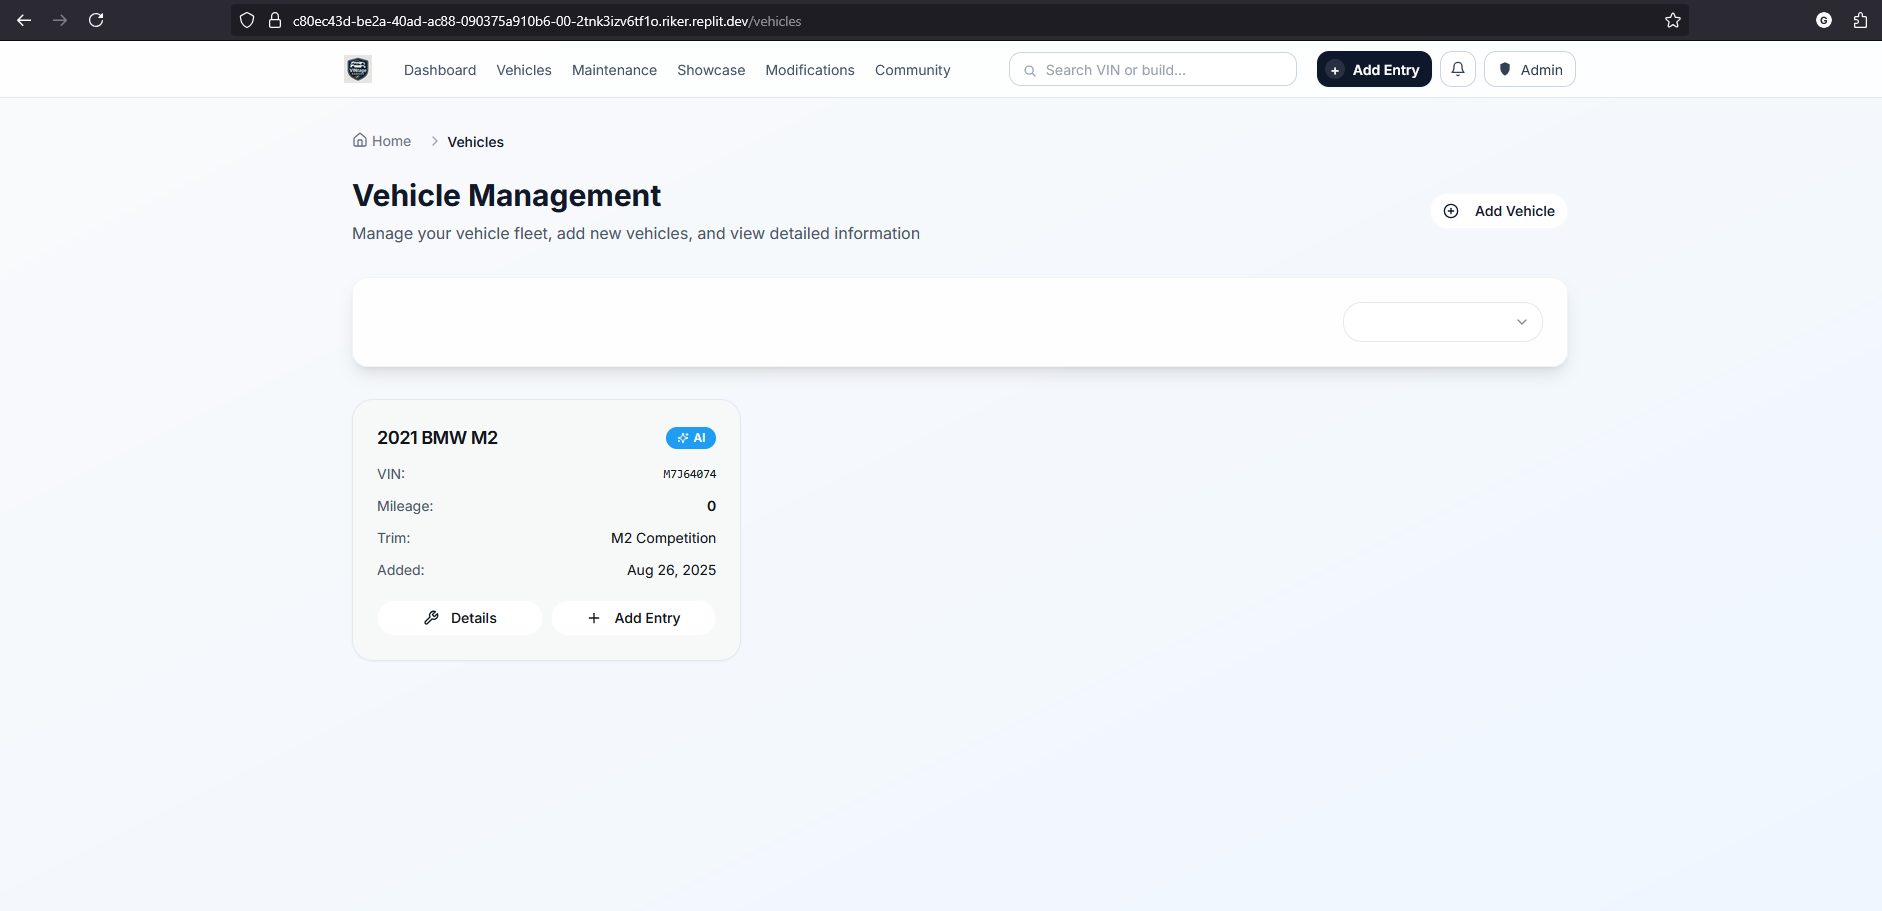 c80ec43d-be2a-40ad-ac88-090375a910b6-00-2tnk3izv6tf1o.riker.replit.dev/vehicles
G
Dashboard Vehicles Maintenance Showcase Modifications Community Search VIN or build... + Add Entry Admin
Home > Vehicles
Vehicle Management
Manage your vehicle fleet, add new vehicles, and view detailed information
Add Vehicle
2021 BMW M2 AI
VIN: M7J64074
Mileage: 0
Trim: M2 Competition
Added: Aug 26, 2025
Details + Add Entry